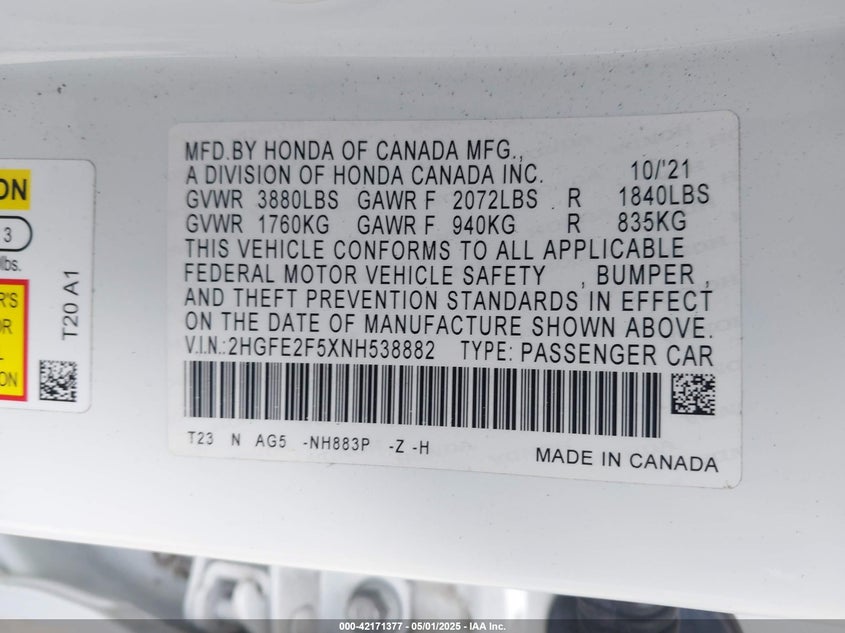 MFD.BY HONDA OF CANADA MFG.,
A DIVISION OF HONDA CANADA INC. 10/'21
GVWR 3880LBS GAWR F 2072LBS R 1840LBS
GVWR 1760KG GAWR F 940KG R 835KG
THIS VEHICLE CONFORMS TO ALL APPLICABLE
FEDERAL MOTOR VEHICLE SAFETY , BUMPER ,
AND THEFT PREVENTION STANDARDS IN EFFECT
ON THE DATE OF MANUFACTURE SHOWN ABOVE.
V.I.N.:2HGFE2F5XNH538882 TYPE: PASSENGER CAR
T23 N AG5 -NH883P -Z -H
MADE IN CANADA
3
lbs.
T20 A1
000-42171377 - 05/01/2025 - IAA Inc.